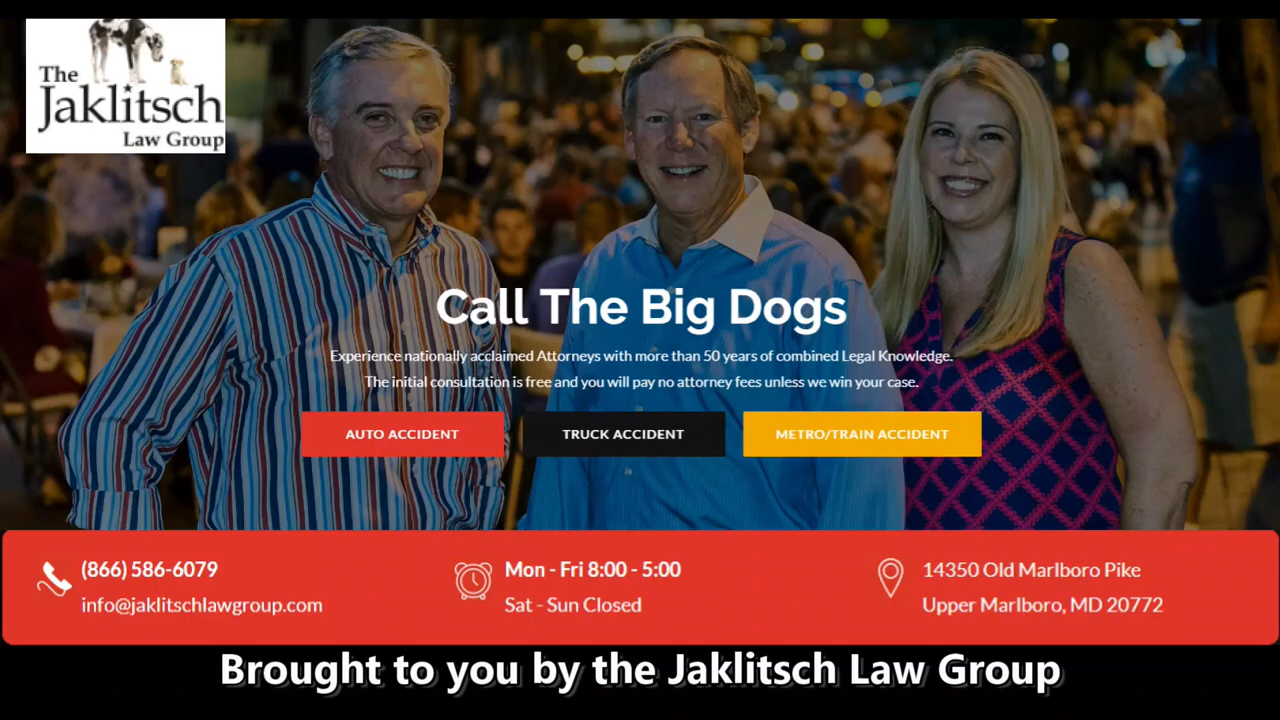 The
Jaklitsch
Law Group
Call The Big Dogs
Experience nationally acclaimed Attorneys with more than 50 years of combined Legal Knowledge.
The initial consultation is free and you will pay no attorney fees unless we win your case.
AUTO ACCIDENT
TRUCK ACCIDENT
METRO/TRAIN ACCIDENT
(866) 586-6079
info@jaklitschlawgroup.com
Mon - Fri 8:00 - 5:00
Sat - Sun Closed
14350 Old Marlboro Pike
Upper Marlboro, MD 20772
Brought to you by the Jaklitsch Law Group